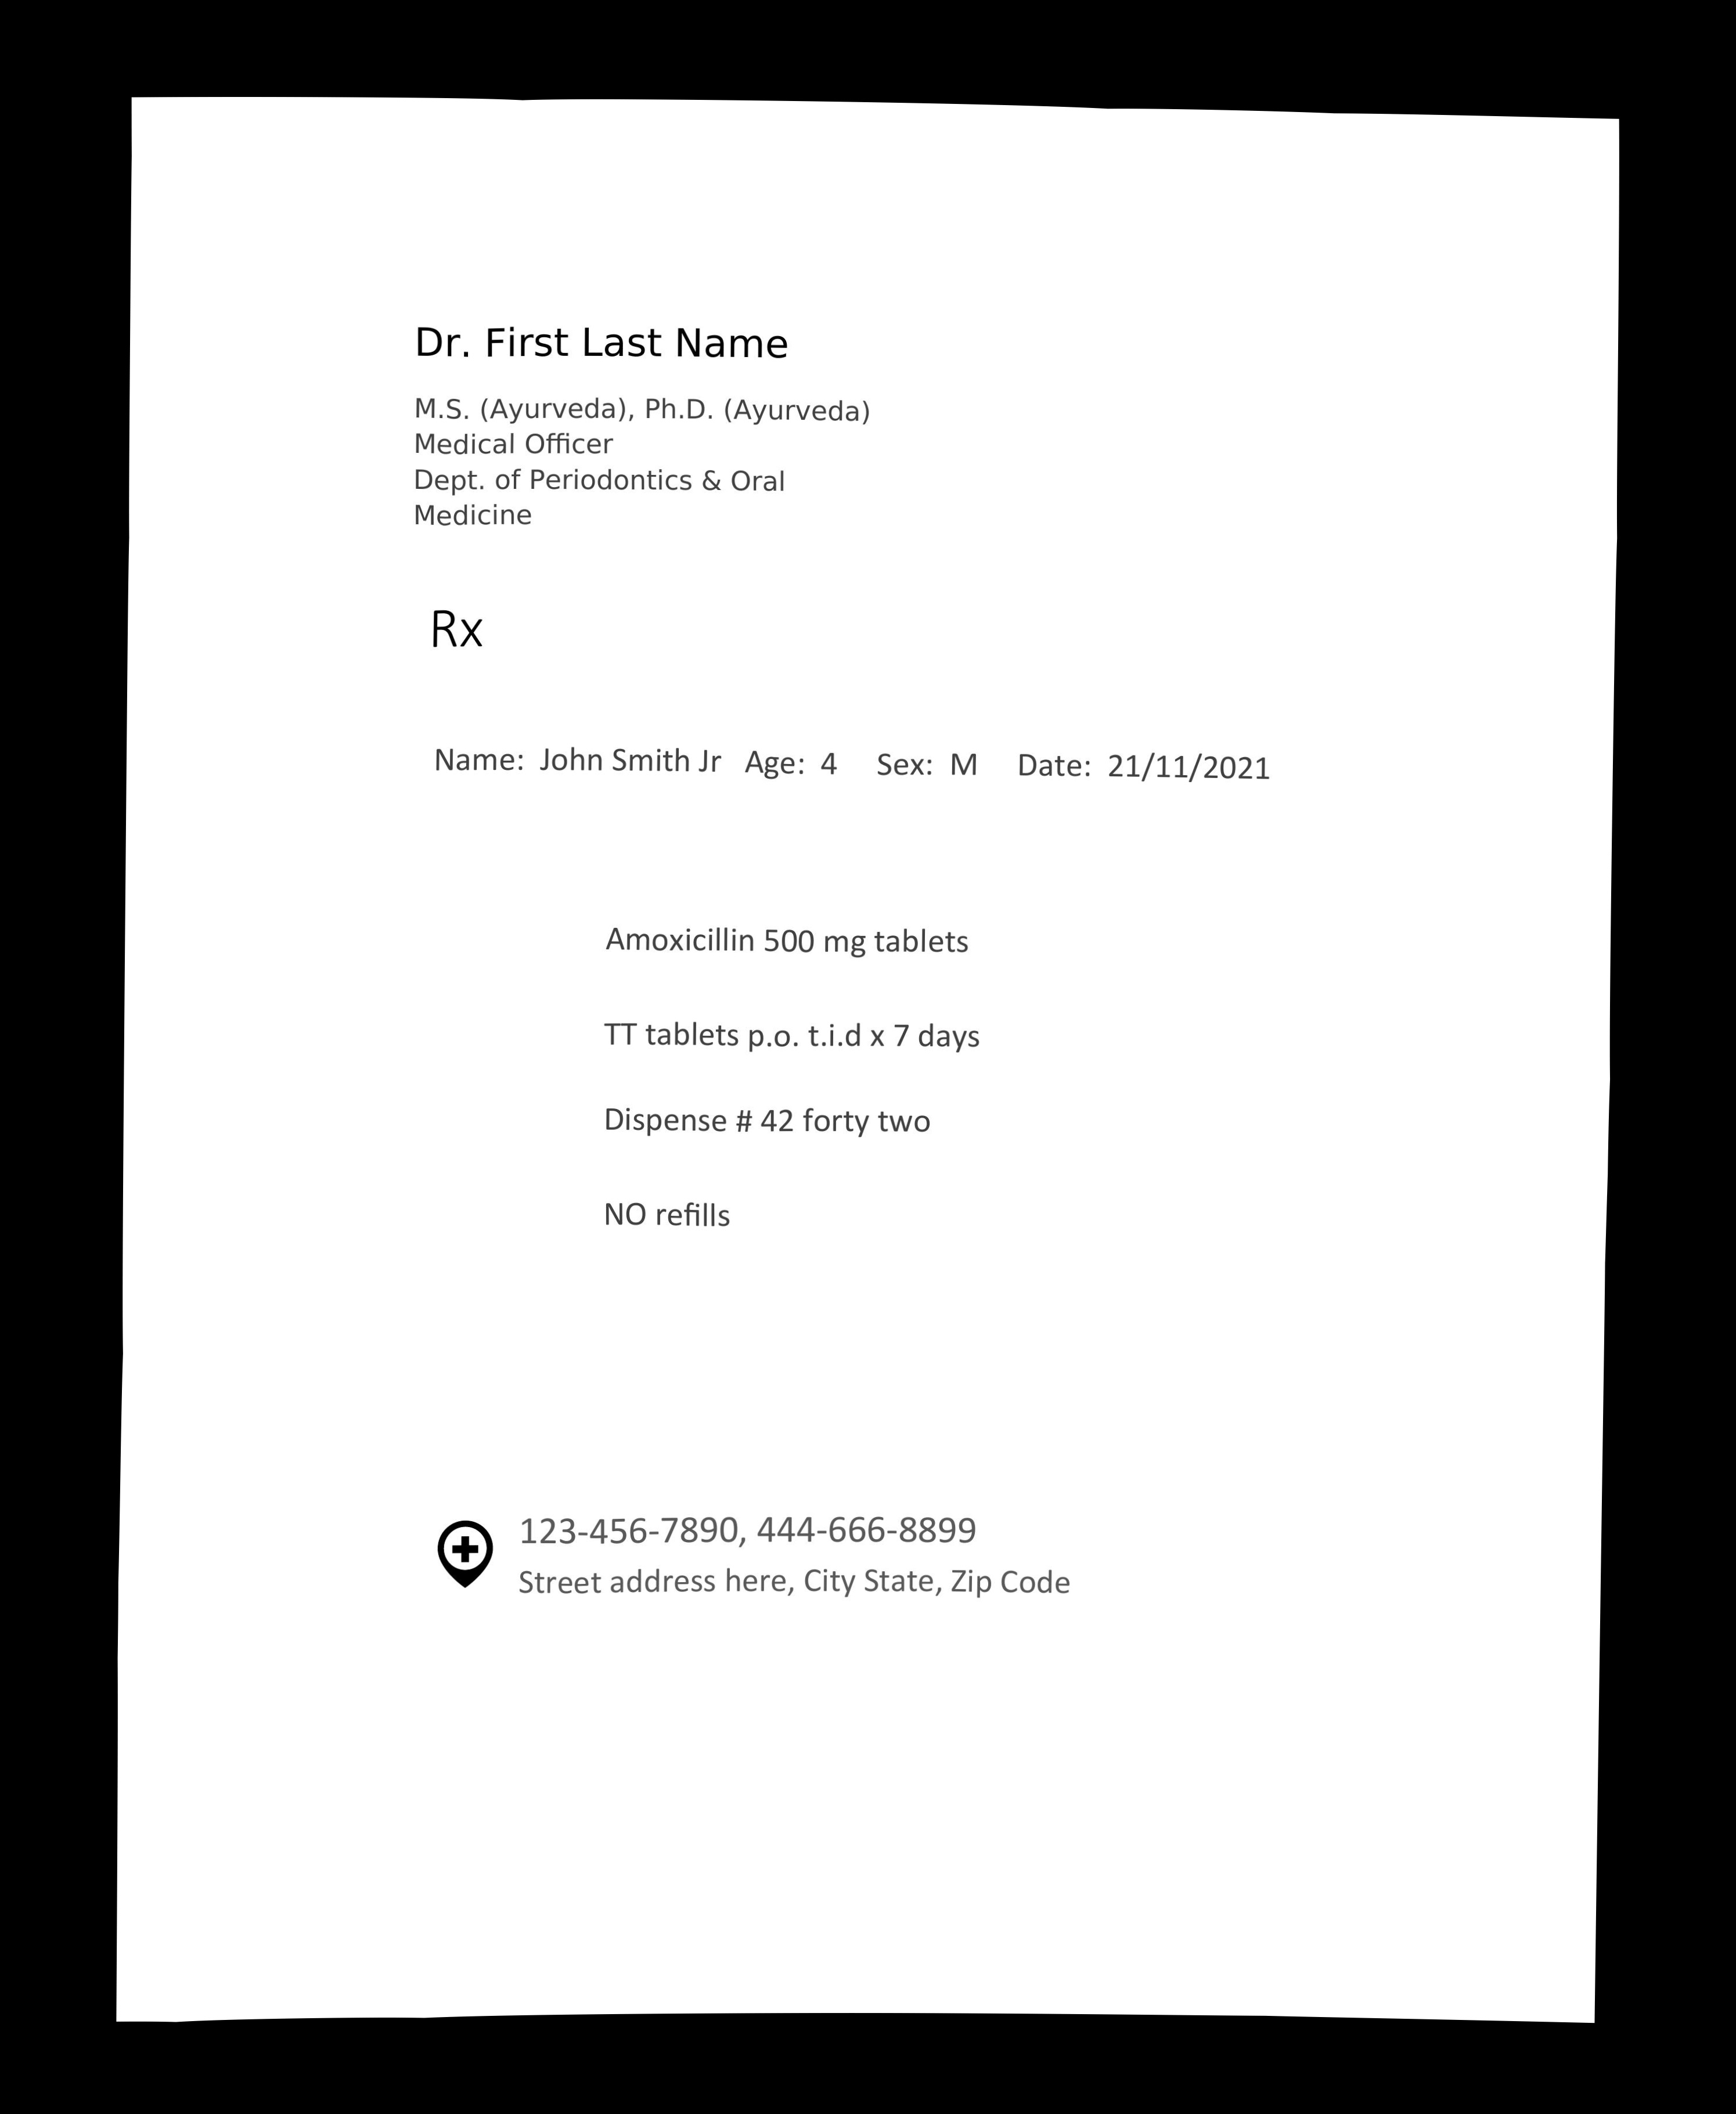 Dr. First Last Name
M.S. (Ayurveda), Ph.D. (Ayurveda)
Medical Officer
Dept. of Periodontics & Oral
Medicine
Rx
Name: John Smith Jr Age: 4 Sex: M Date: 21/11/2021
Amoxicillin 500 mg tablets
TT tablets p.o. t.i.d x 7 days
Dispense # 42 forty two
NO refills
123-456-7890, 444-666-8899
Street address here, City State, Zip Code